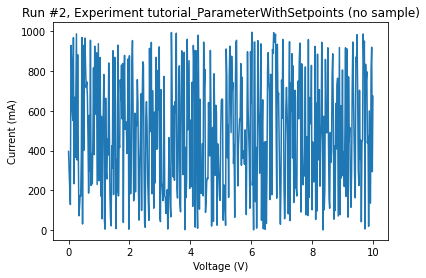 Run #2, Experiment tutorial_ParameterWithSetpoints (no sample)
1000
800
600
400
200
0
Current (mA)
0 2 4 6 8 10
Voltage (V)